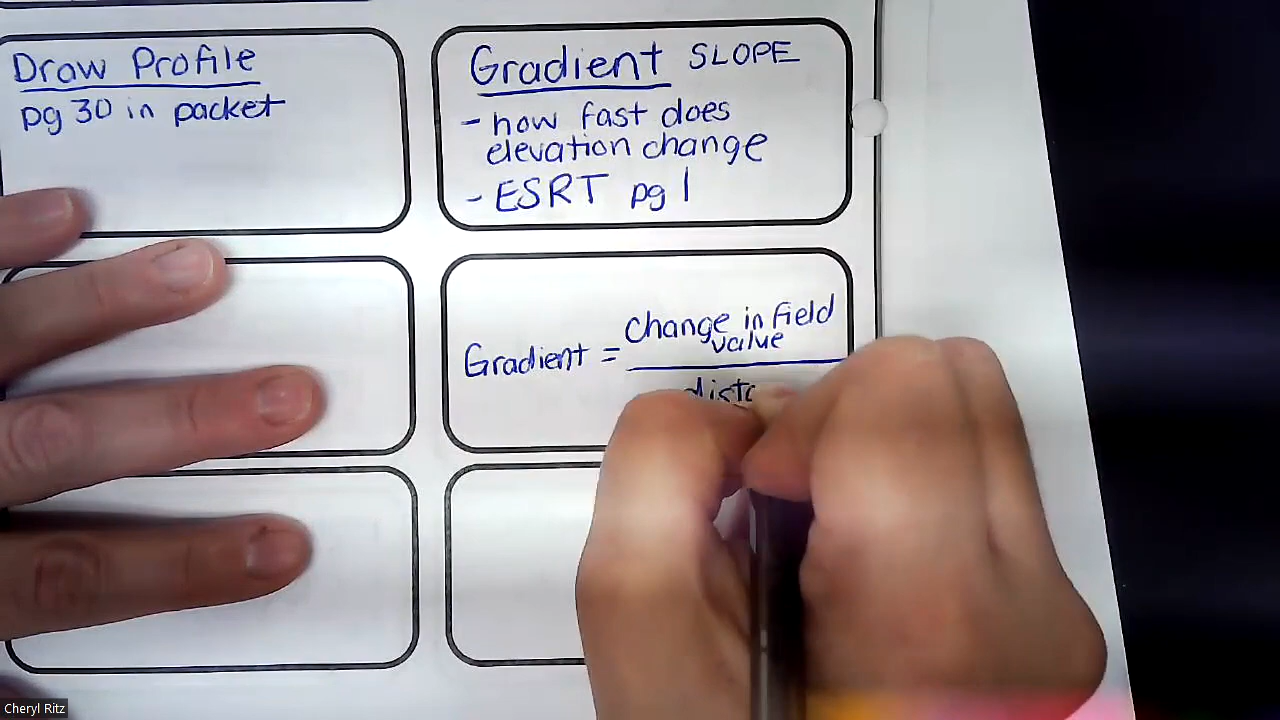 Draw Profile
pg 30 in packet
Gradient SLOPE
- how fast does
elevation change
- ESRT pg 1
change in field
value
Gradient =
Cheryl Ritz